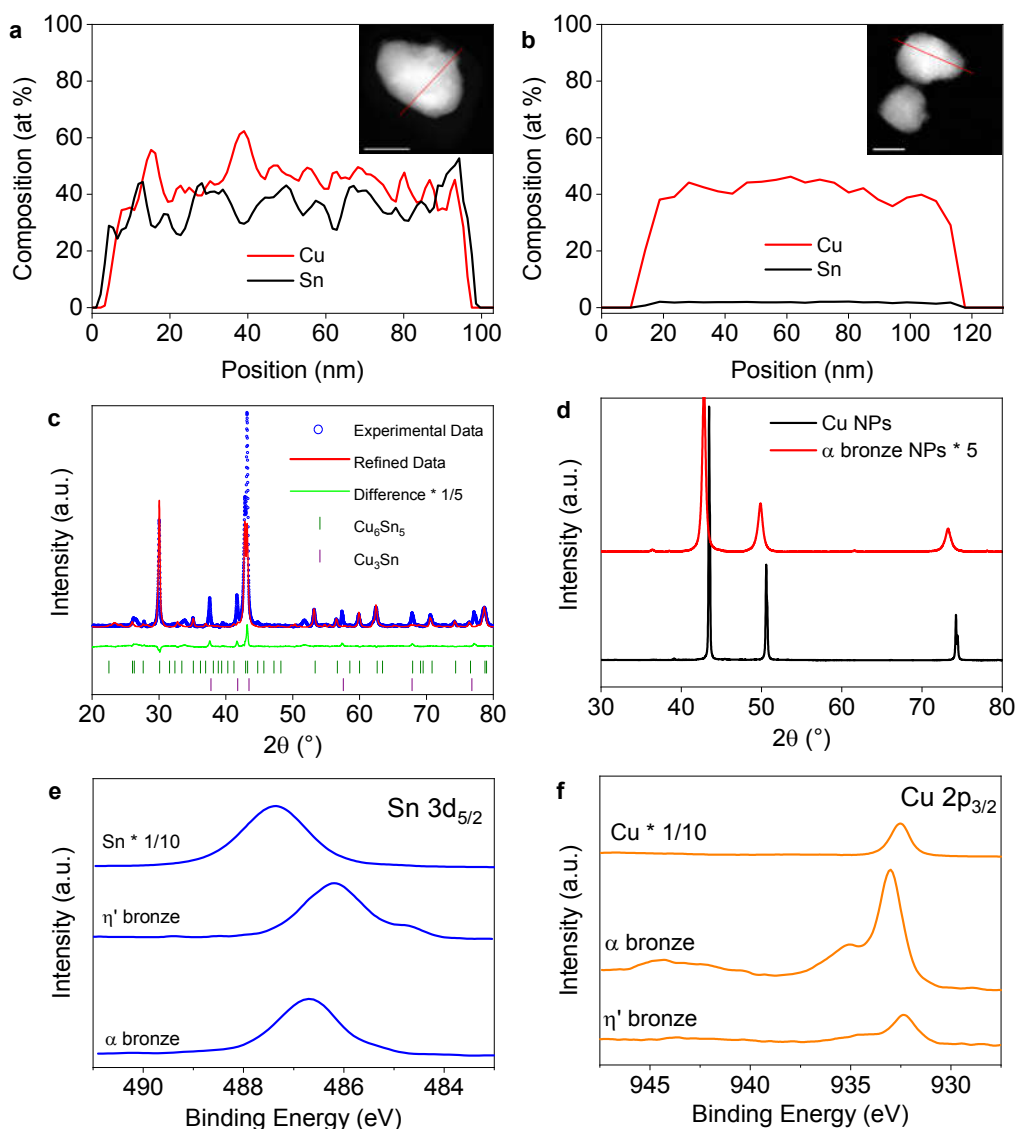 a
100
80
60
40
20
0
Composition (at %)
Cu
Sn
0 20 40 60 80 100
Position (nm)
b
100
80
60
40
20
0
Composition (at %)
Cu
Sn
0 20 40 60 80 100 120
Position (nm)
c
Intensity (a.u.)
Experimental Data
Refined Data
Difference * 1/5
Cu₆Sn₅
Cu₃Sn
20 30 40 50 60 70 80
2θ (°)
d
Intensity (a.u.)
Cu NPs
α bronze NPs * 5
30 40 50 60 70 80
2θ (°)
e
Sn 3d₅/₂
Intensity (a.u.)
Sn * 1/10
η' bronze
α bronze
490 488 486 484
Binding Energy (eV)
f
Cu 2p₃/₂
Intensity (a.u.)
Cu * 1/10
α bronze
η' bronze
945 940 935 930
Binding Energy (eV)